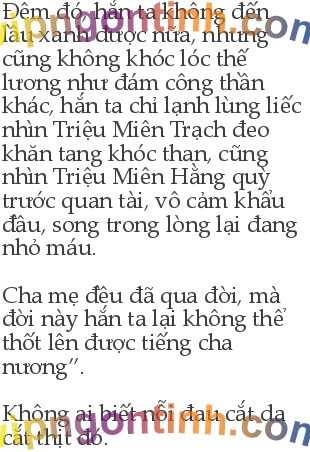 Đêm đó, hắn ta không đến
lầu xanh được nữa, nhưng
cũng không khóc lóc thế
lương như đám công thần
khác, hắn ta chỉ lạnh lùng liếc
nhìn Triệu Miên Trạch đeo
khăn tang khóc than, cũng
nhìn Triệu Miên Hằng quỳ
trước quan tài, vô cảm khấu
đầu, song trong lòng lại đang
nhỏ máu.
Cha mẹ đều đã qua đời, mà
đời này hắn ta lại không thể
thốt lên được tiếng cha
nương”.
Không ai biết nỗi đau cắt da
cắt thịt đó.
vipngontinh.com
vipngontinh.com